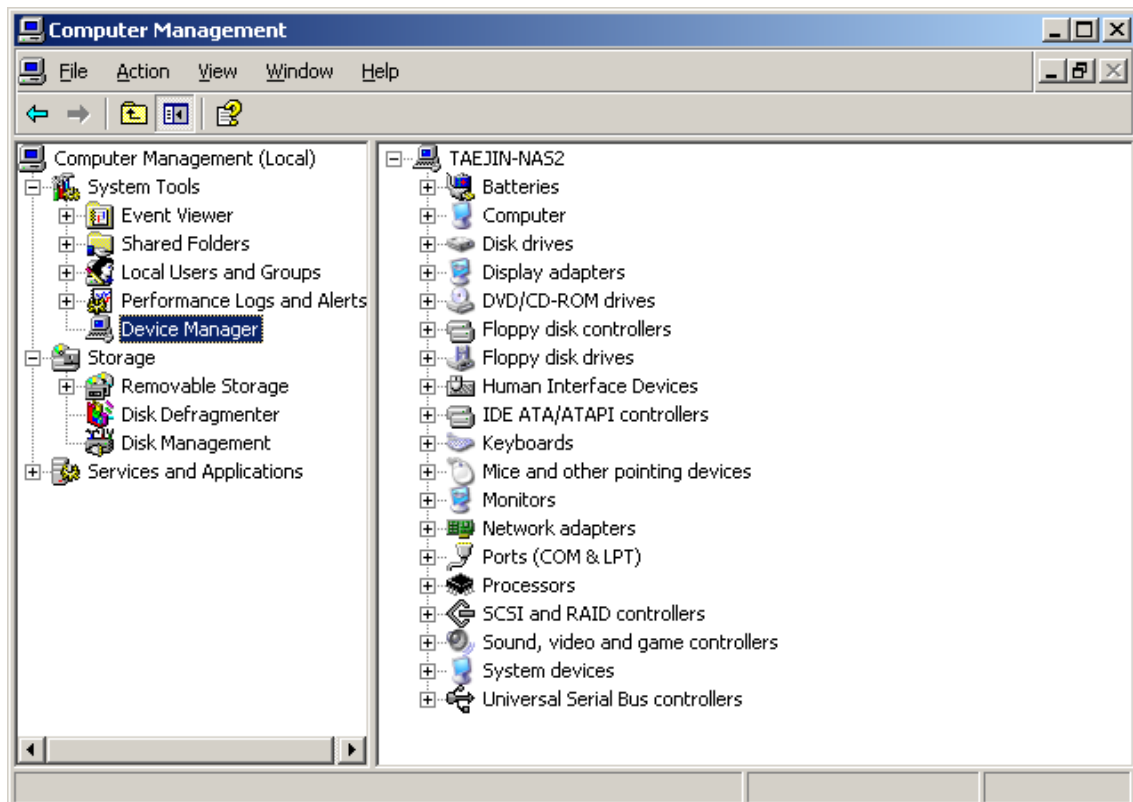 Computer Management
File Action View Window Help
Computer Management (Local)
System Tools
Event Viewer
Shared Folders
Local Users and Groups
Performance Logs and Alerts
Device Manager
Storage
Removable Storage
Disk Defragmenter
Disk Management
Services and Applications
TAEJIN-NAS2
Batteries
Computer
Disk drives
Display adapters
DVD/CD-ROM drives
Floppy disk controllers
Floppy disk drives
Human Interface Devices
IDE ATA/ATAPI controllers
Keyboards
Mice and other pointing devices
Monitors
Network adapters
Ports (COM & LPT)
Processors
SCSI and RAID controllers
Sound, video and game controllers
System devices
Universal Serial Bus controllers